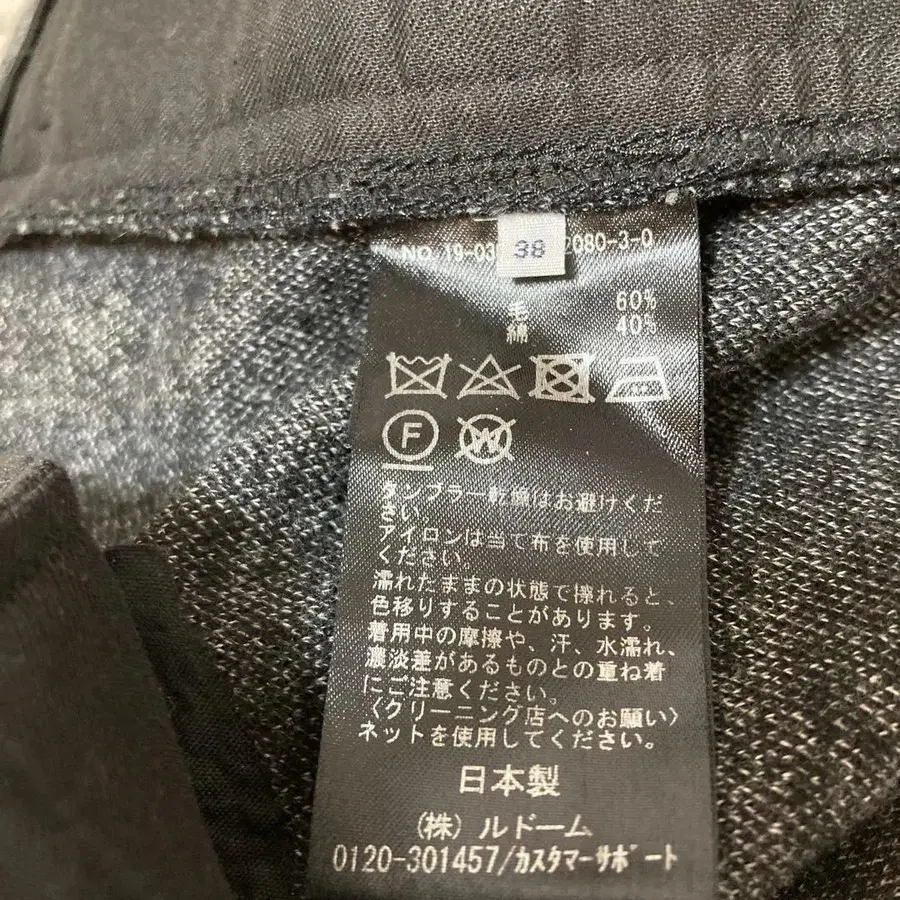 NO. 19-03 2080-3-0
38
毛 60%
綿 40%
F W
タンブラー乾燥はお避けくだ
さい
アイロンは当て布を使用して
ください。
濡れたままの状態で擦れると、
色移りすることがあります。
着用中の摩擦や、汗、水濡れ、
濃淡差があるものとの重ね着
にご注意ください。
〈クリーニング店へのお願い〉
ネットを使用してください。
日本製
(株) ルドーム
0120-301457/カスタマーサポート